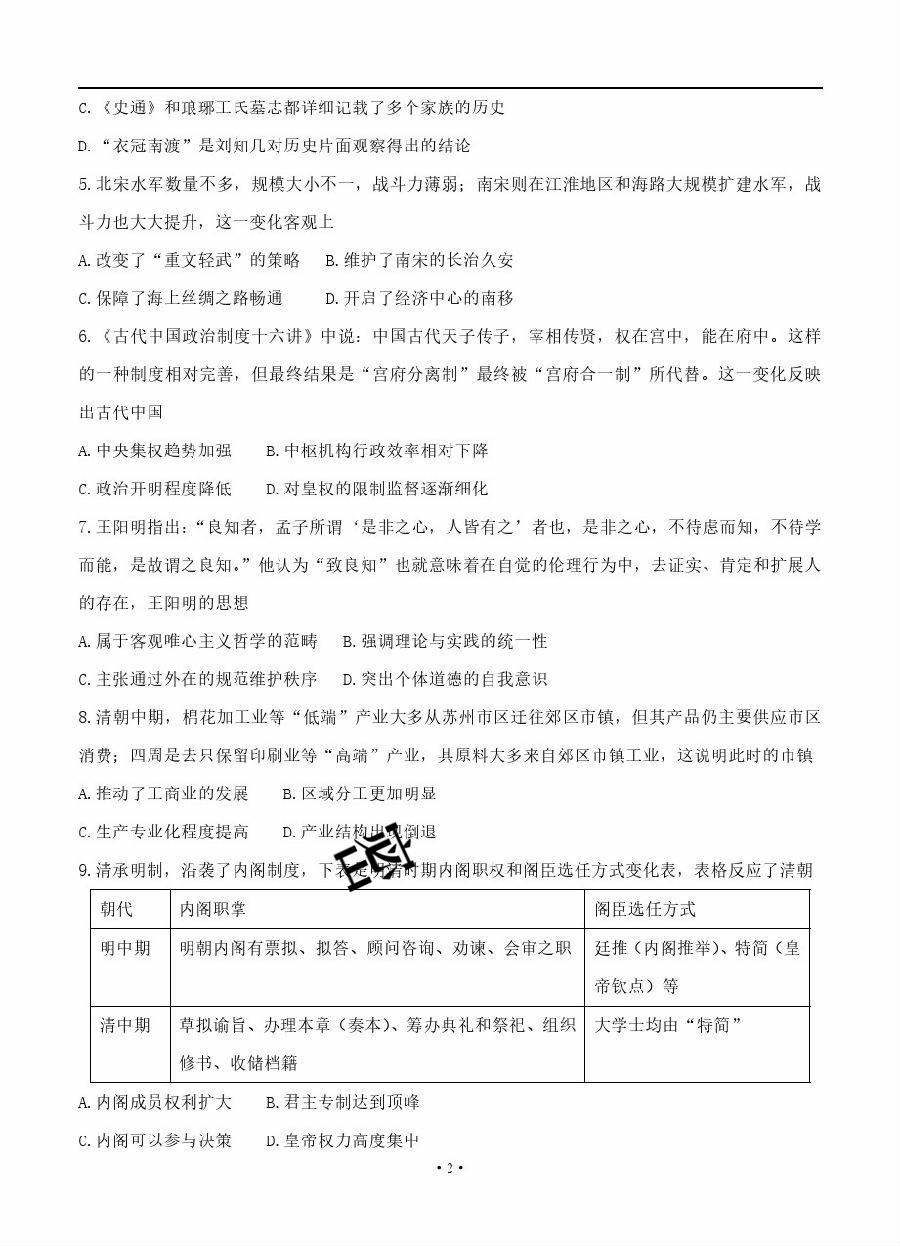 C.《史通》和琅琊王氏墓志都详细记载了多个家族的历史
D.“衣冠南渡”是刘知几对历史片面观察得出的结论
5.北宋水军数量不多，规模大小不一，战斗力薄弱；南宋则在江淮地区和海路大规模扩建水军，战
斗力也大大提升，这一变化客观上
A.改变了“重文轻武”的策略 B.维护了南宋的长治久安
C.保障了海上丝绸之路畅通 D.开启了经济中心的南移
6.《古代中国政治制度十六讲》中说：中国古代天子传子，宰相传贤，权在宫中，能在府中。这样
的一种制度相对完善，但最终结果是“宫府分离制”最终被“宫府合一制”所代替。这一变化反映
出古代中国
A.中央集权趋势加强 B.中枢机构行政效率相对下降
C.政治开明程度降低 D.对皇权的限制监督逐渐细化
7.王阳明指出：“良知者，孟子所谓‘是非之心，人皆有之’者也，是非之心，不待虑而知，不待学
而能，是故谓之良知。”他认为“致良知”也就意味着在自觉的伦理行为中，去证实、肯定和扩展人
的存在，王阳明的思想
A.属于客观唯心主义哲学的范畴 B.强调理论与实践的统一性
C.主张通过外在的规范维护秩序 D.突出个体道德的自我意识
8.清朝中期，棉花加工业等“低端”产业大多从苏州市区迁往郊区市镇，但其产品仍主要供应市区
消费；四周是去只保留印刷业等“高端”产业，具原料大多来自郊区市镇工业，这说明此时的市镇
A.推动了工商业的发展 B.区域分工更加明显
C.生产专业化程度提高 D.产业结构出现倒退
9.清承明制，沿袭了内阁制度，下表是明清时期内阁职权和阁臣选任方式变化表，表格反应了清朝
朝代 内阁职掌 阁臣选任方式
明中期 明朝内阁有票拟、拟答、顾问咨询、劝谏、会审之职 廷推（内阁推举）、特简（皇
帝钦点）等
清中期 草拟谕旨、办理本章（奏本）、筹办典礼和祭祀、组织 大学士均由“特简”
修书、收储档籍
A.内阁成员权利扩大 B.君主专制达到顶峰
C.内阁可以参与决策 D.皇帝权力高度集中
·2·